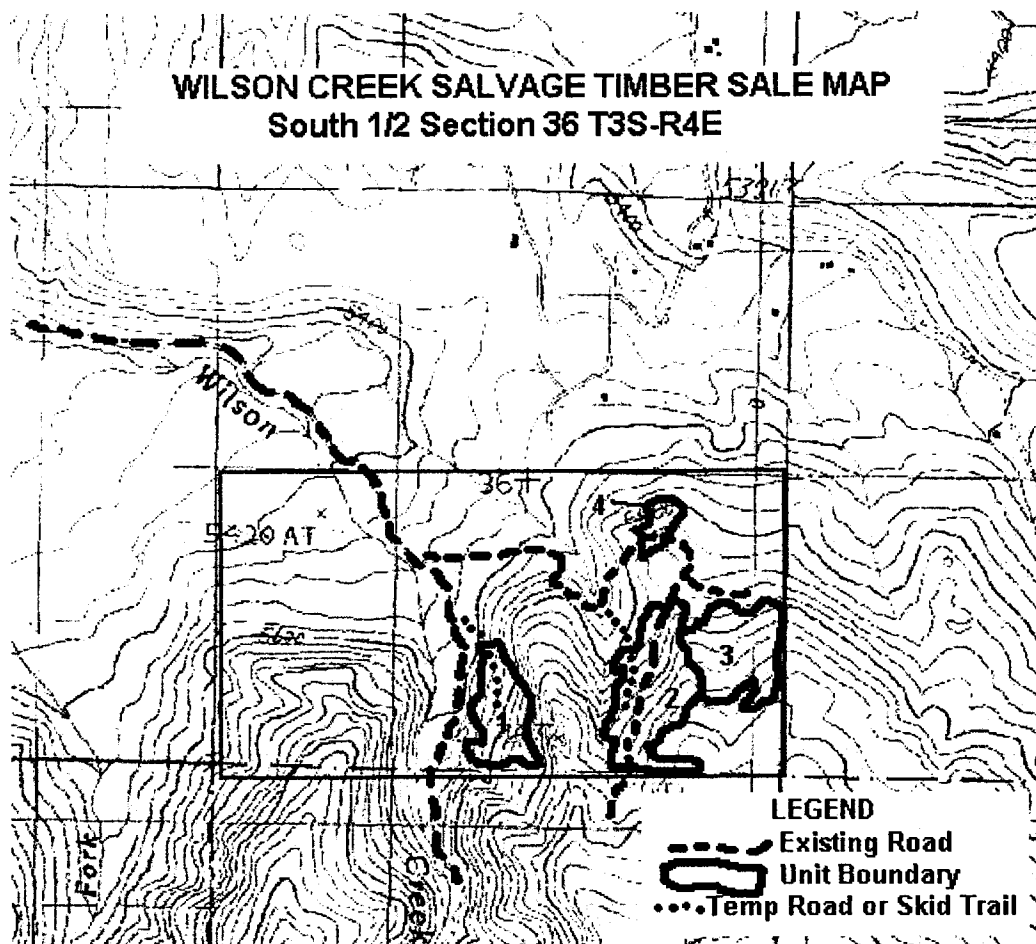 WILSON CREEK SALVAGE TIMBER SALE MAP
South 1/2 Section 36 T3S-R4E
Wilson
36
5420 AT
4
3
2
Fork
Creek
LEGEND
Existing Road
Unit Boundary
Temp Road or Skid Trail